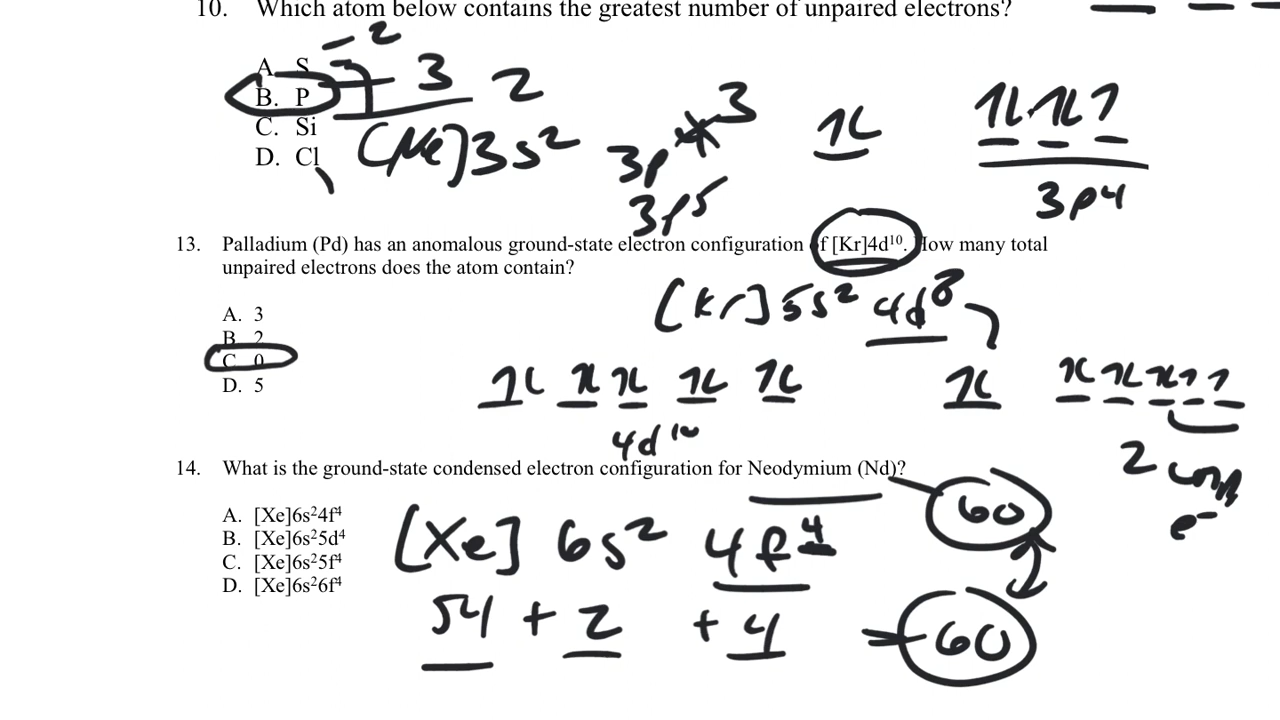 10. Which atom below contains the greatest number of unpaired electrons?
-2
A. S
3 2
B. P
C. Si
D. Cl
[Ne]3s² 3p³
3p5
3p4
13. Palladium (Pd) has an anomalous ground-state electron configuration of [Kr]4d¹⁰. How many total
unpaired electrons does the atom contain?
[Kr]5s² 4d⁸
A. 3
B. 2
C. 0
D. 5
4d¹⁰
2
e⁻
14. What is the ground-state condensed electron configuration for Neodymium (Nd)?
60
A. [Xe]6s²4f⁴
B. [Xe]6s²5d⁴
C. [Xe]6s²5f⁴
D. [Xe]6s²6f⁴
[Xe] 6s² 4f⁴
54 + 2 + 4 = 60